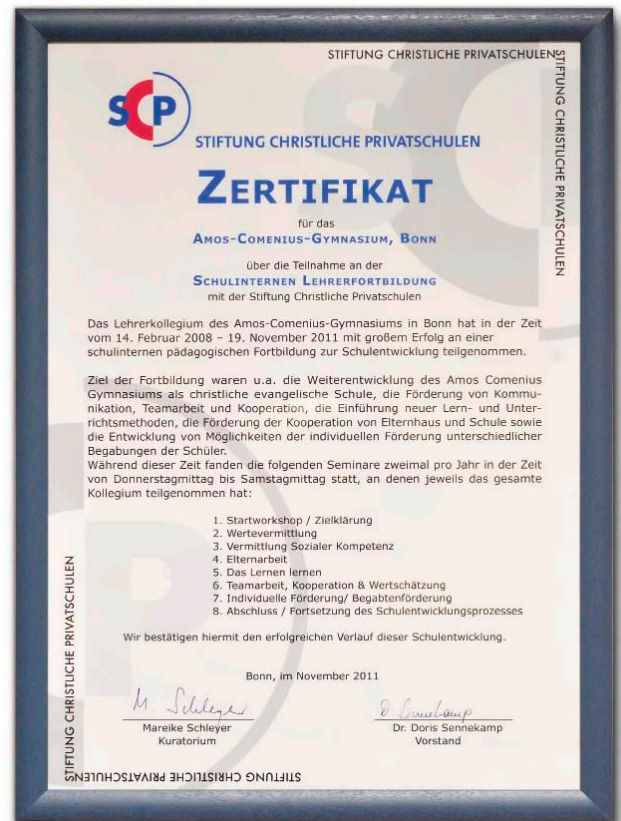 STIFTUNG CHRISTLICHE PRIVATSCHULEN
STIFTUNG CHRISTLICHE PRIVATSCHULEN
SCP
STIFTUNG CHRISTLICHE PRIVATSCHULEN
ZERTIFIKAT
für das
AMOS-COMENIUS-GYMNASIUM, BONN
über die Teilnahme an der
SCHULINTERNEN LEHRERFORTBILDUNG
mit der Stiftung Christliche Privatschulen
Das Lehrerkollegium des Amos-Comenius-Gymnasiums in Bonn hat in der Zeit
vom 14. Februar 2008 – 19. November 2011 mit großem Erfolg an einer
schulinternen pädagogischen Fortbildung zur Schulentwicklung teilgenommen.
Ziel der Fortbildung waren u.a. die Weiterentwicklung des Amos Comenius
Gymnasiums als christliche evangelische Schule, die Förderung von Kommu-
nikation, Teamarbeit und Kooperation, die Einführung neuer Lern- und Unter-
richtsmethoden, die Förderung der Kooperation von Elternhaus und Schule sowie
die Entwicklung von Möglichkeiten der individuellen Förderung unterschiedlicher
Begabungen der Schüler.
Während dieser Zeit fanden die folgenden Seminare zweimal pro Jahr in der Zeit
von Donnerstagmittag bis Samstagmittag statt, an denen jeweils das gesamte
Kollegium teilgenommen hat:
1. Startworkshop / Zielklärung
2. Wertevermittlung
3. Vermittlung Sozialer Kompetenz
4. Elternarbeit
5. Das Lernen lernen
6. Teamarbeit, Kooperation & Wertschätzung
7. Individuelle Förderung/ Begabtenförderung
8. Abschluss / Fortsetzung des Schulentwicklungsprozesses
Wir bestätigen hiermit den erfolgreichen Verlauf dieser Schulentwicklung.
Bonn, im November 2011
M. Schleyer
D. Sennekamp
Mareike Schleyer
Dr. Doris Sennekamp
Kuratorium
Vorstand
STIFTUNG CHRISTLICHE PRIVATSCHULEN
STIFTUNG CHRISTLICHE PRIVATSCHULEN